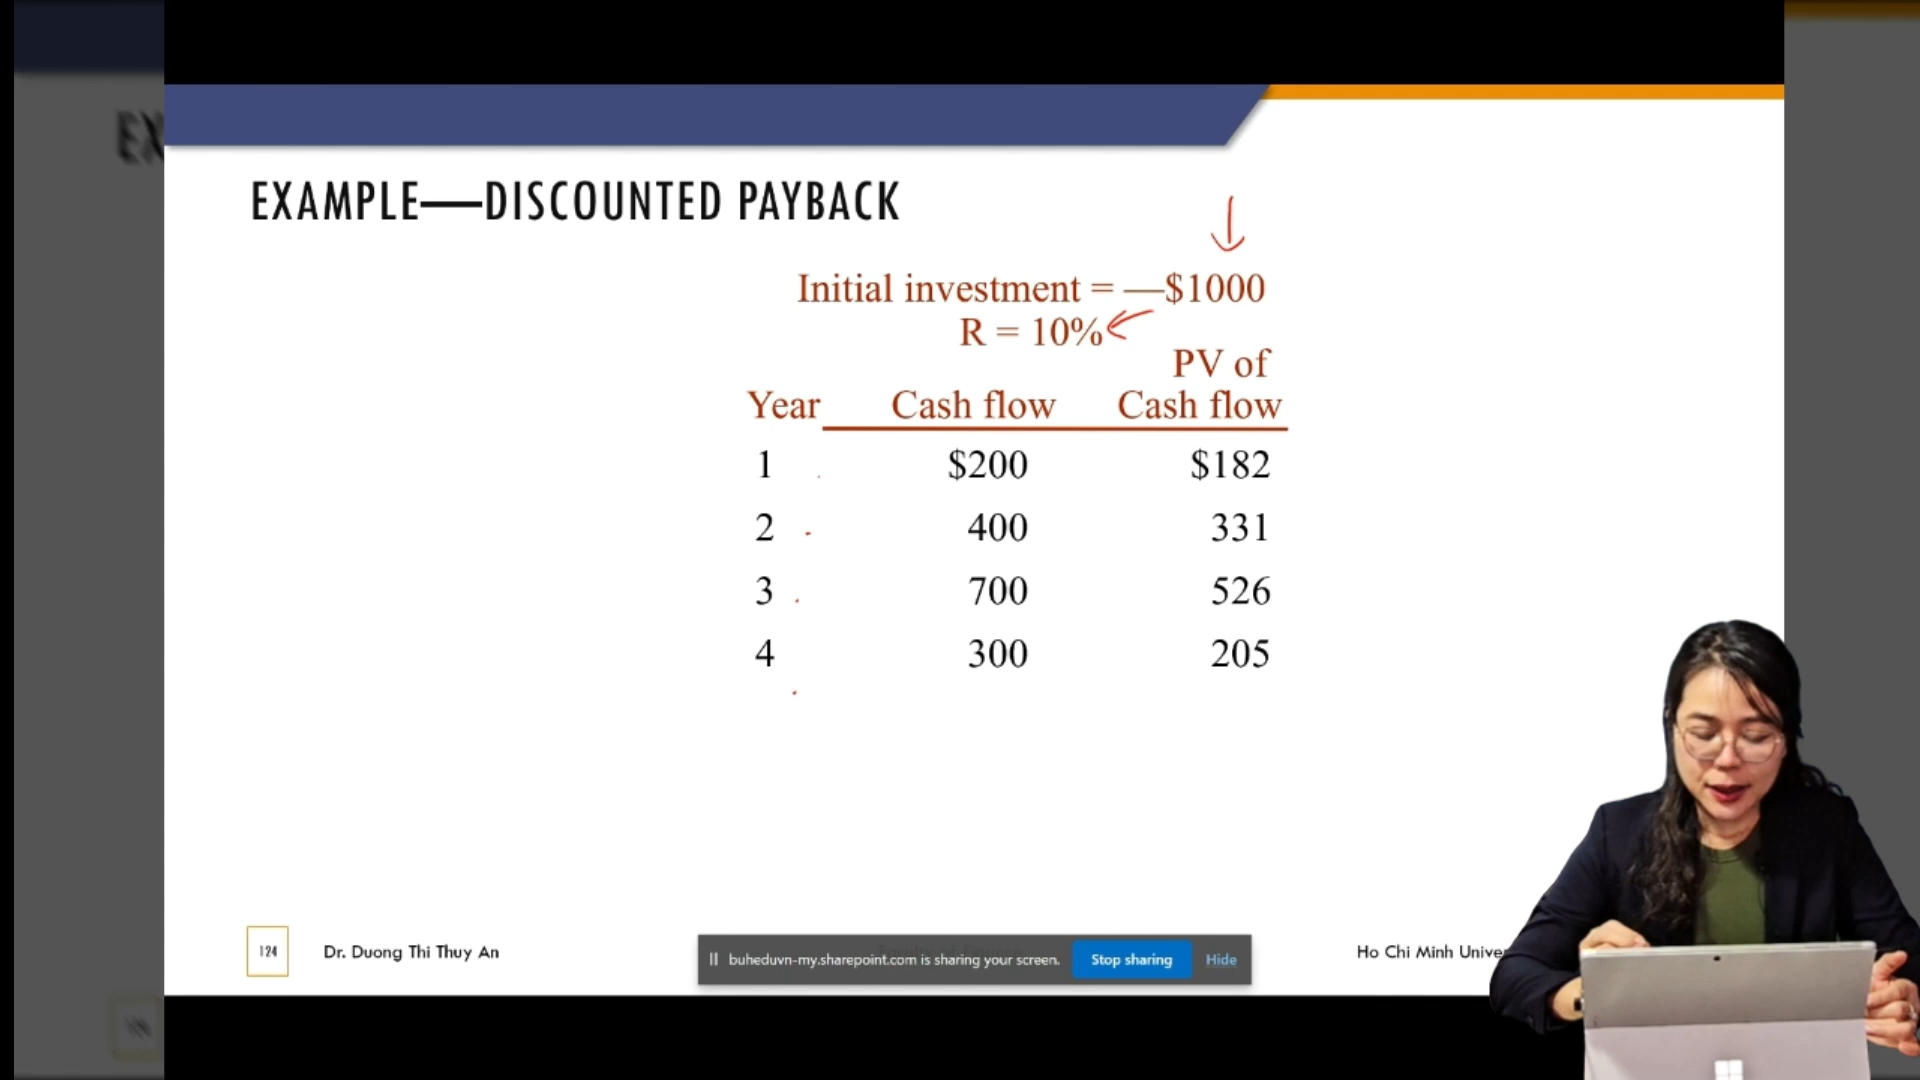 EXAMPLE—DISCOUNTED PAYBACK
Initial investment = —$1000
R = 10%
PV of
Year Cash flow Cash flow
1 $200 $182
2 400 331
3 700 526
4 300 205
124 Dr. Duong Thi Thuy An
buheduvn-my.sharepoint.com is sharing your screen. Stop sharing Hide
Ho Chi Minh